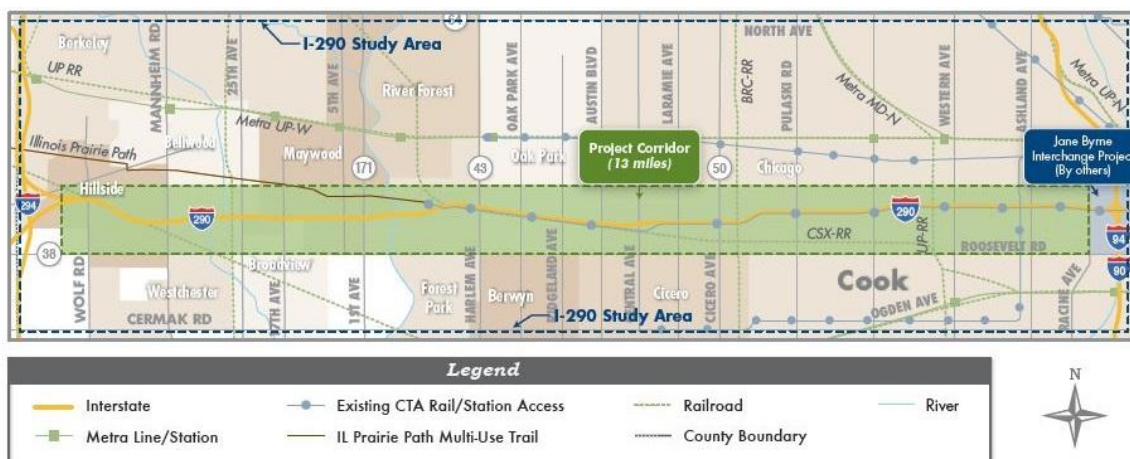 I-290 Study Area
64
NORTH AVE
Berkeley
UP RR
MANNHEIM RD
25TH AVE
5TH AVE
River Forest
OAK PARK AVE
AUSTIN BLVD
LARAMIE AVE
BRC-RR
PULASKI RD
Metra MD-N
WESTERN AVE
ASHLAND AVE
Metra UP-N
Metra UP-W
Illinois Prairie Path
Bellwood
Maywood
171
43
Oak Park
Project Corridor
(13 miles)
50
Chicago
Jane Byrne
Interchange Project
(By others)
Hillside
294
290
290
94
38
CSX-RR
UP-RR
ROOSEVELT RD
WOLF RD
Broadview
Westchester
CERMAK RD
17TH AVE
1ST AVE
Forest
Park
HARLEM AVE
Berwyn
RIDGELAND AVE
CENTRAL AVE
Cicero
CICERO AVE
Cook
OGDEN AVE
RACINE AVE
90
I-290 Study Area
Legend
Interstate
Existing CTA Rail/Station Access
Railroad
River
Metra Line/Station
IL Prairie Path Multi-Use Trail
County Boundary
N